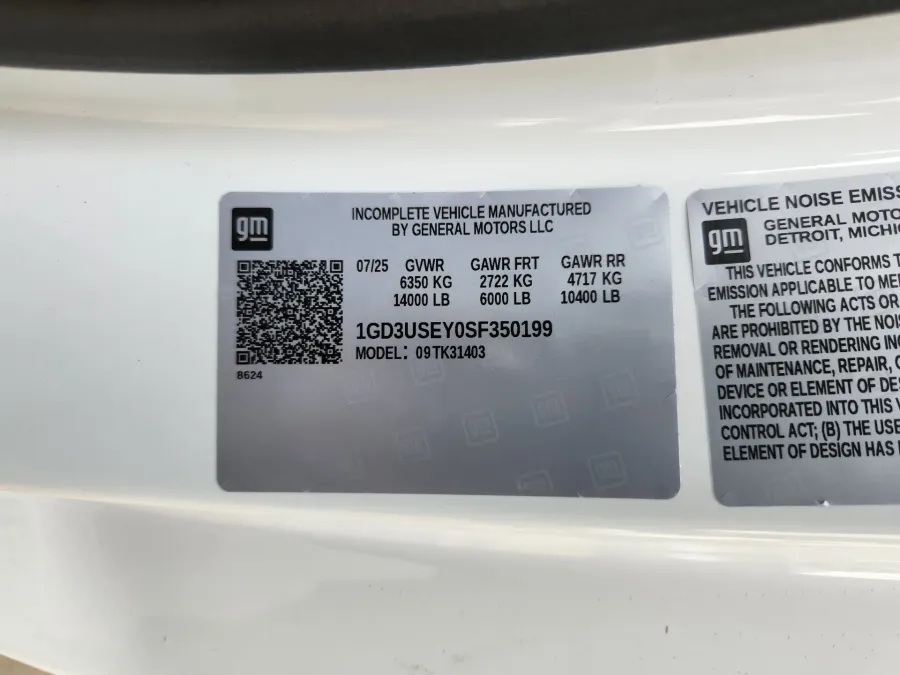 gm
INCOMPLETE VEHICLE MANUFACTURED
BY GENERAL MOTORS LLC
07/25 GVWR GAWR FRT GAWR RR
6350 KG 2722 KG 4717 KG
14000 LB 6000 LB 10400 LB
1GD3USEY0SF350199
MODEL: 09TK31403
8624
VEHICLE NOISE EMISS
gm
GENERAL MOTO
DETROIT, MICHI
THIS VEHICLE CONFORMS T
EMISSION APPLICABLE TO ME
THE FOLLOWING ACTS OR
ARE PROHIBITED BY THE NOI
REMOVAL OR RENDERING IN
OF MAINTENANCE, REPAIR,
DEVICE OR ELEMENT OF DE
INCORPORATED INTO THIS V
CONTROL ACT; (B) THE USE
ELEMENT OF DESIGN HAS